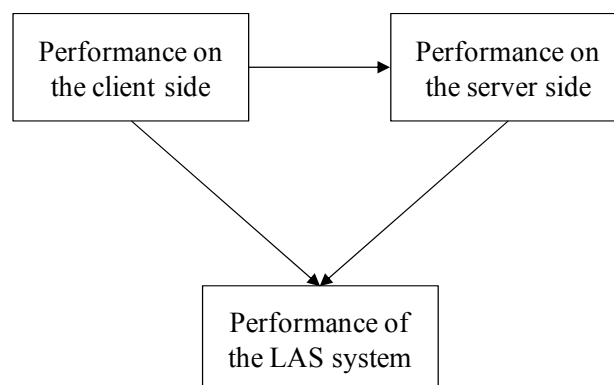 Performance on
the client side
Performance on
the server side
Performance of
the LAS system